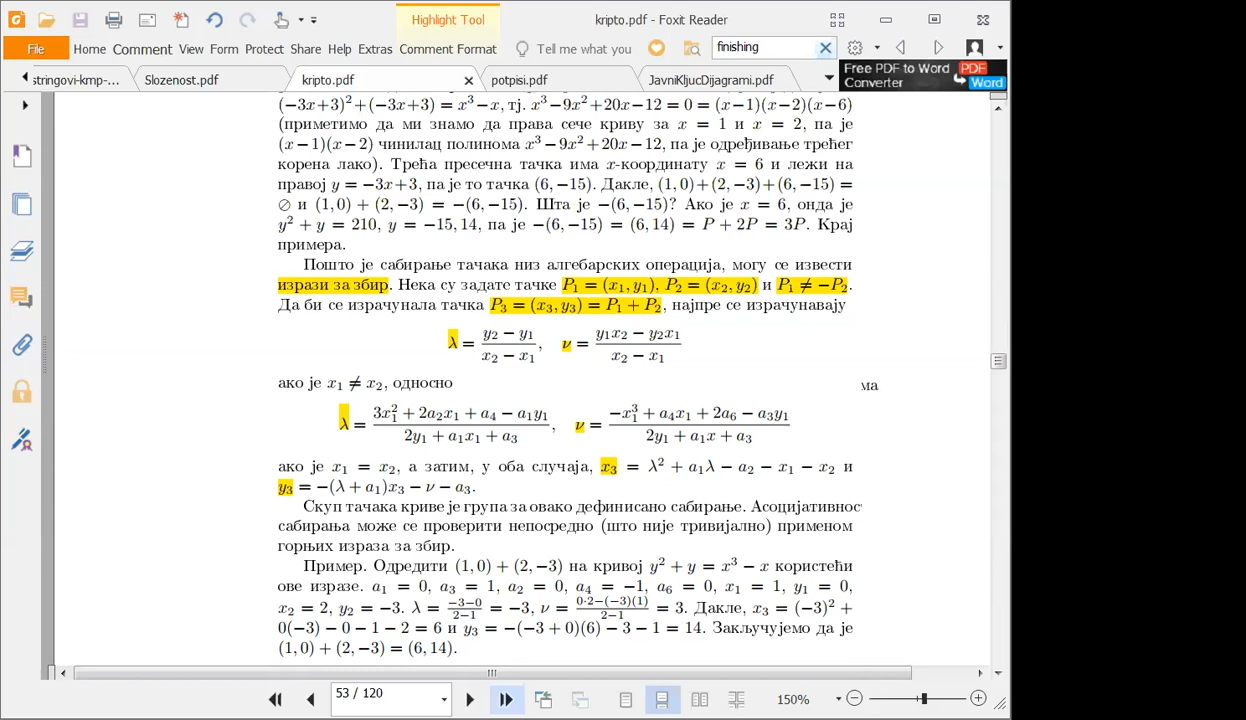 Highlight Tool
kripto.pdf - Foxit Reader
File Home Comment View Form Protect Share Help Extras Comments Format Tell me what you finishing
stringovi-kmp-... Slozenost.pdf kripto.pdf potpisi.pdf JavniKljucDijagrami.pdf
Free PDF to Word
Converter
PDF
Word
(−3x+3)²+(−3x+3) = x³−x, тј. x³−9x²+20x−12 = 0 = (x−1)(x−2)(x−6)
(приметимо да ми знамо да права сече криву за x = 1 и x = 2, па је
(x−1)(x−2) чинилац полинома x³−9x²+20x−12, па је одређивање трећег
корена лако). Трећа пресечна тачка има x-координату x = 6 и лежи на
правој y = −3x+3, па је то тачка (6, −15). Дакле, (1, 0)+(2, −3)+(6, −15) =
∅ и (1, 0) + (2, −3) = −(6, −15). Шта је −(6, −15)? Ако је x = 6, онда је
y² + y = 210, y = −15, 14, па је −(6, −15) = (6, 14) = P + 2P = 3P. Крај
примера.
Пошто је сабирање тачака низ алгебарских операција, могу се извести
изрази за збир. Нека су задате тачке P₁ = (x₁, y₁), P₂ = (x₂, y₂) и P₁ ≠ −P₂.
Да би се израчунала тачка P₃ = (x₃, y₃) = P₁ + P₂, најпре се израчунавају
λ = (y₂ − y₁)/(x₂ − x₁), ν = (y₁x₂ − y₂x₁)/(x₂ − x₁)
ако је x₁ ≠ x₂, односно
ма
λ = (3x₁² + 2a₂x₁ + a₄ − a₁y₁)/(2y₁ + a₁x₁ + a₃), ν = (−x₁³ + a₄x₁ + 2a₆ − a₃y₁)/(2y₁ + a₁x + a₃)
ако је x₁ = x₂, а затим, у оба случаја, x₃ = λ² + a₁λ − a₂ − x₁ − x₂ и
y₃ = −(λ + a₁)x₃ − ν − a₃.
Скуп тачака криве је група за овако дефинисано сабирање. Асоцијативнос
сабирања може се проверити непосредно (што није тривијално) применом
горњих израза за збир.
Пример. Одредити (1, 0) + (2, −3) на кривој y² + y = x³ − x користећи
ове изразе. a₁ = 0, a₃ = 1, a₂ = 0, a₄ = −1, a₆ = 0, x₁ = 1, y₁ = 0,
x₂ = 2, y₂ = −3. λ = (−3−0)/(2−1) = −3, ν = (0·2−(−3)(1))/(2−1) = 3. Дакле, x₃ = (−3)² +
0(−3) − 0 − 1 − 2 = 6 и y₃ = −(−3 + 0)(6) − 3 − 1 = 14. Закључујемо да је
(1, 0) + (2, −3) = (6, 14).
53 / 120
150%